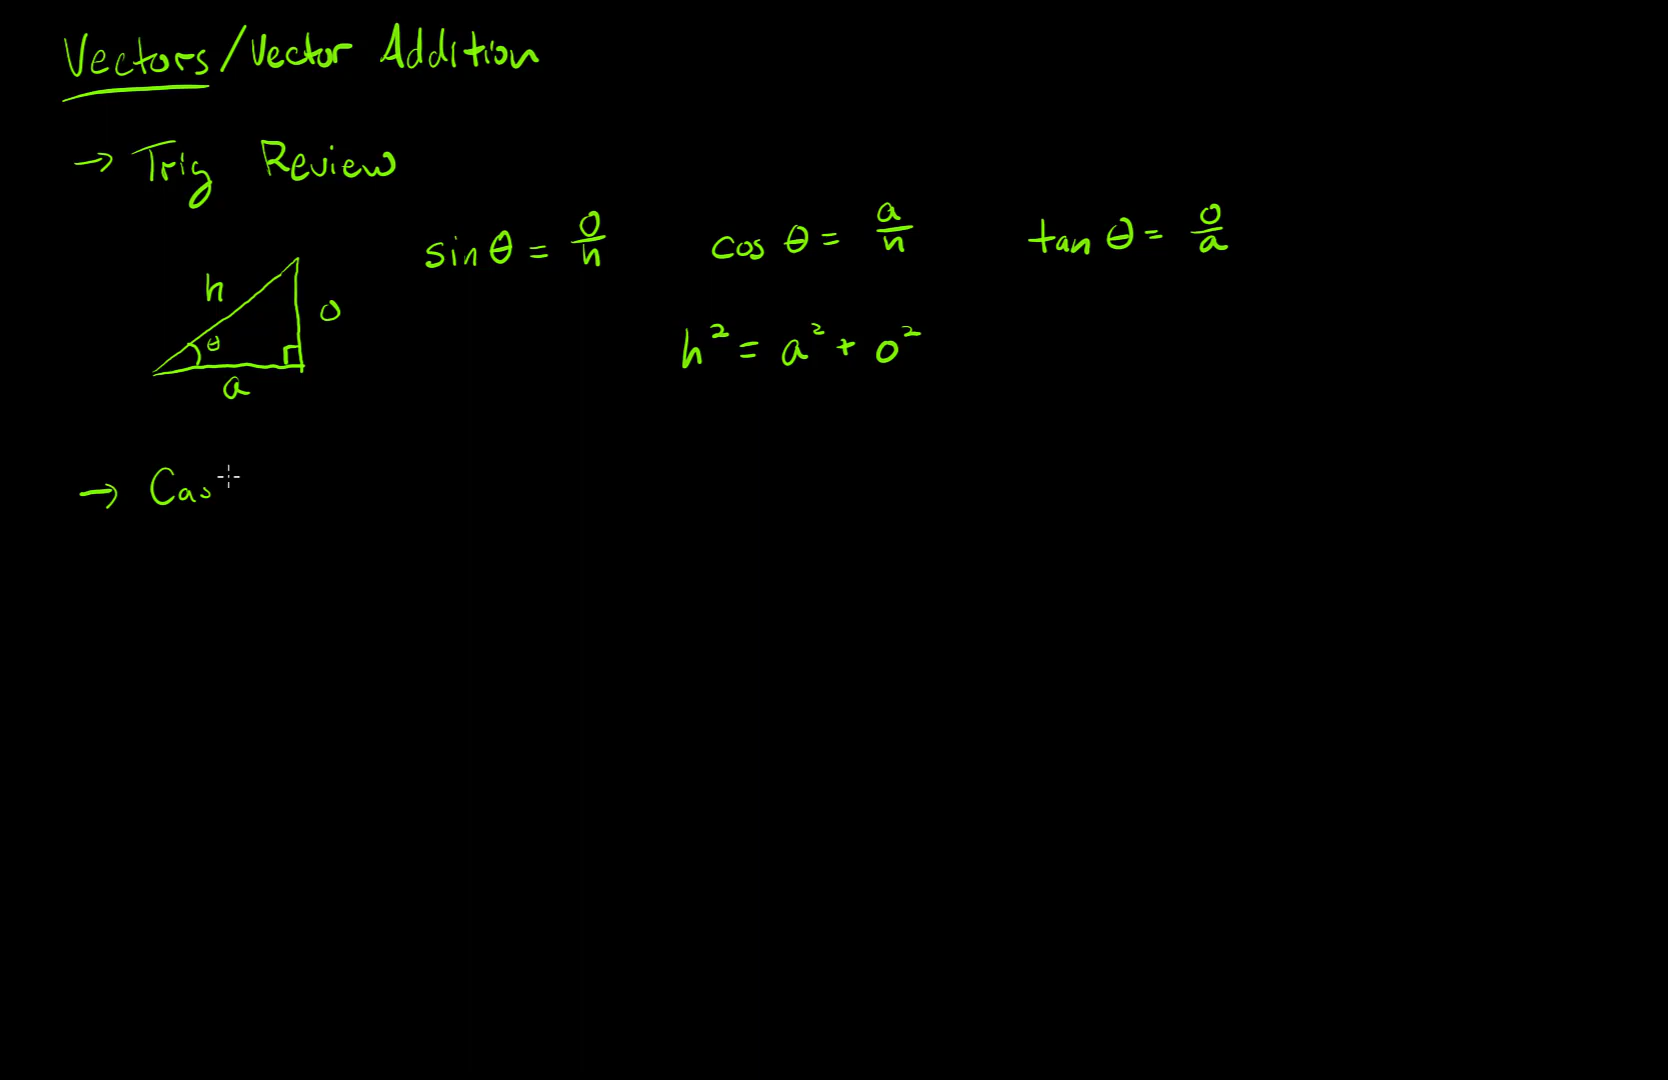 Vectors/Vector Addition
→ Trig Review
sin θ = o/h cos θ = a/h tan θ = o/a
h o θ a
h² = a² + o²
→ Cas